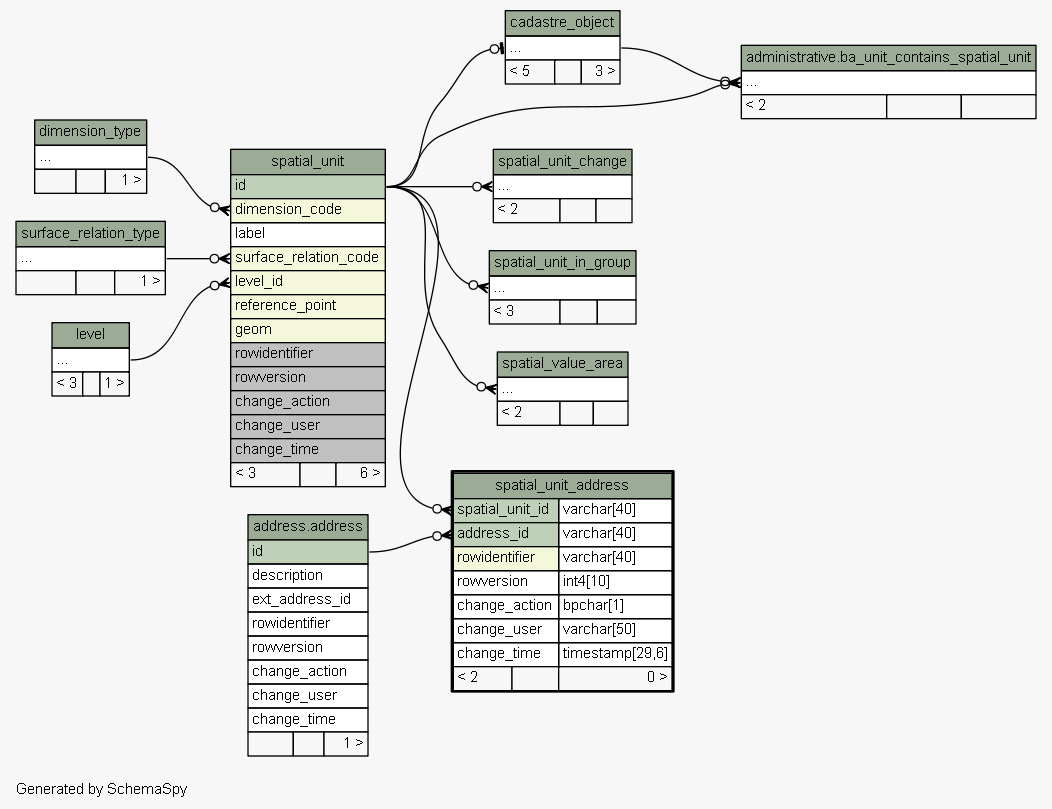 cadastre_object
...
< 5 3 >
administrative.ba_unit_contains_spatial_unit
...
< 2
dimension_type
...
1 >
surface_relation_type
...
1 >
level
...
< 3 1 >
spatial_unit
id
dimension_code
label
surface_relation_code
level_id
reference_point
geom
rowidentifier
rowversion
change_action
change_user
change_time
< 3 6 >
spatial_unit_change
...
< 2
spatial_unit_in_group
...
< 3
spatial_value_area
...
< 2
spatial_unit_address
spatial_unit_id varchar[40]
address_id varchar[40]
rowidentifier varchar[40]
rowversion int4[10]
change_action bpchar[1]
change_user varchar[50]
change_time timestamp[29,6]
< 2 0 >
address.address
id
description
ext_address_id
rowidentifier
rowversion
change_action
change_user
change_time
1 >
Generated by SchemaSpy